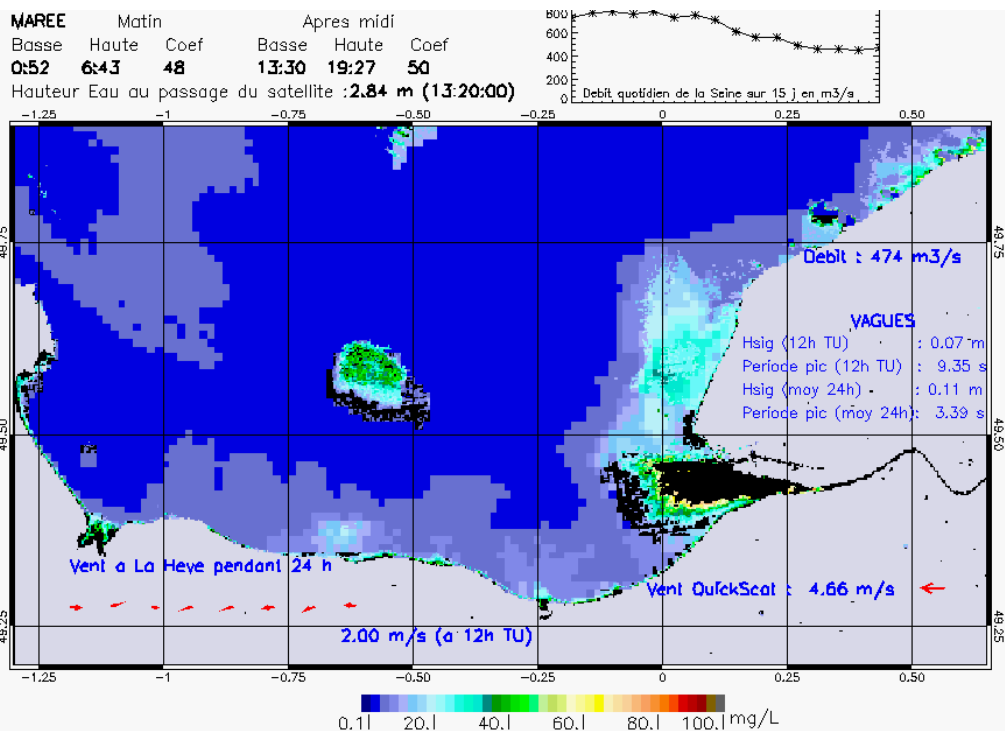 MAREE Matin Apres midi
Basse Haute Coef Basse Haute Coef
0:52 6:43 48 13:30 19:27 50
Hauteur Eau au passage du satellite : 2.84 m (13:20:00)
800
600
400
200
0
Debit quotidien de la Seine sur 15 j en m3/s
-1.25 -1 -0.75 -0.50 -0.25 0 0.25 0.50
49.75 49.75
Debit : 474 m3/s
VAGUES
Hsig (12h TU) : 0.07 m
Periode pic (12h TU) : 9.35 s
Hsig (moy 24h) : 0.11 m
Periode pic (moy 24h) : 3.39 s
49.50 49.50
Vent a La Heve pendant 24 h
Vent QuickScat : 4.66 m/s
49.25 49.25
2.00 m/s (a 12h TU)
-1.25 -1 -0.75 -0.50 -0.25 0 0.25 0.50
0.1 20.1 40.1 60.1 80.1 100.1 mg/L